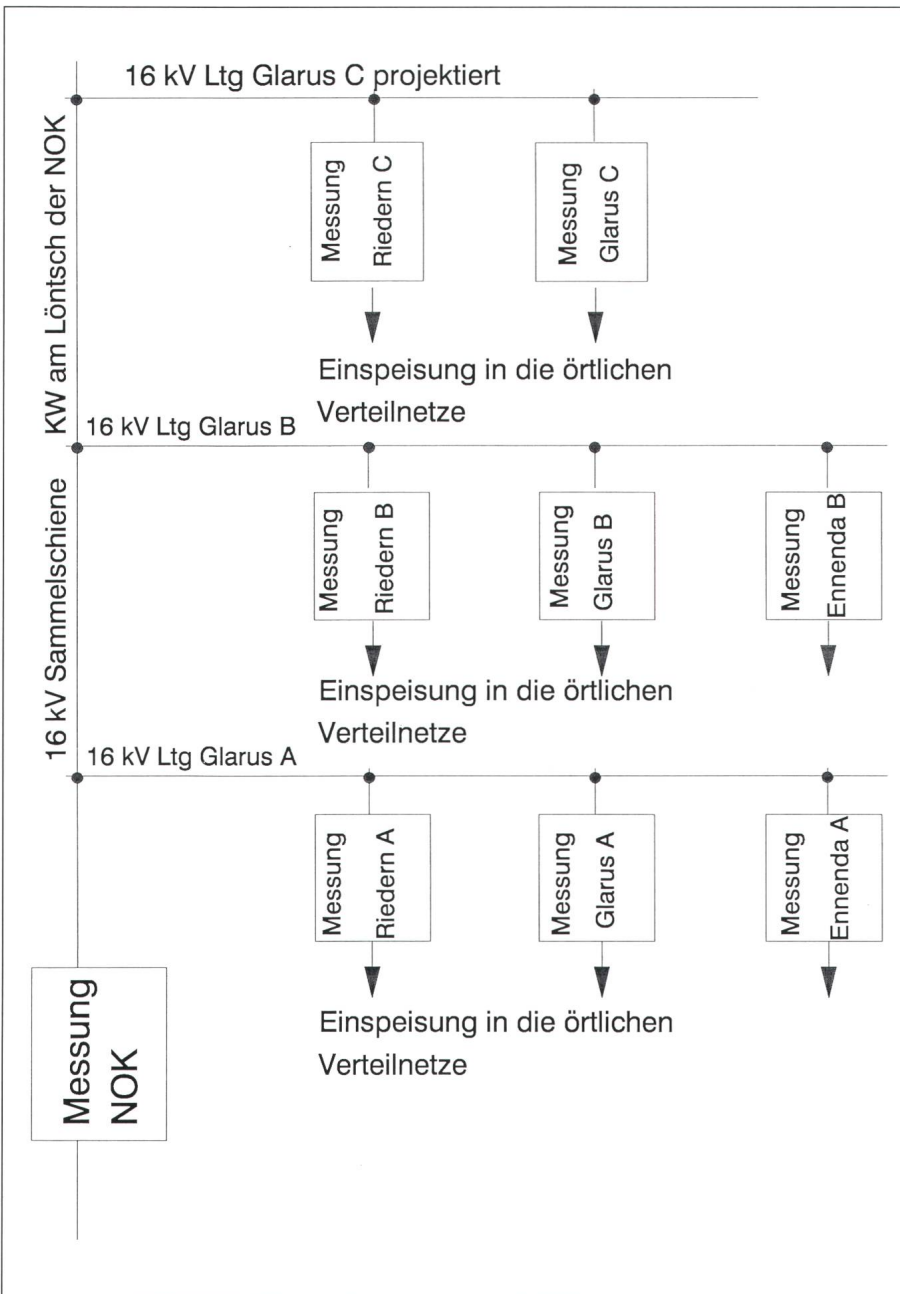 16 kV Ltg Glarus C projektiert
KW am Löntsch der NOK
Messung
Riedern C
Messung
Glarus C
Einspeisung in die örtlichen
Verteilnetze
16 kV Ltg Glarus B
16 kV Sammelschiene
Messung
Riedern B
Messung
Glarus B
Messung
Ennenda B
Einspeisung in die örtlichen
Verteilnetze
16 kV Ltg Glarus A
Messung
Riedern A
Messung
Glarus A
Messung
Ennenda A
Messung
NOK
Einspeisung in die örtlichen
Verteilnetze